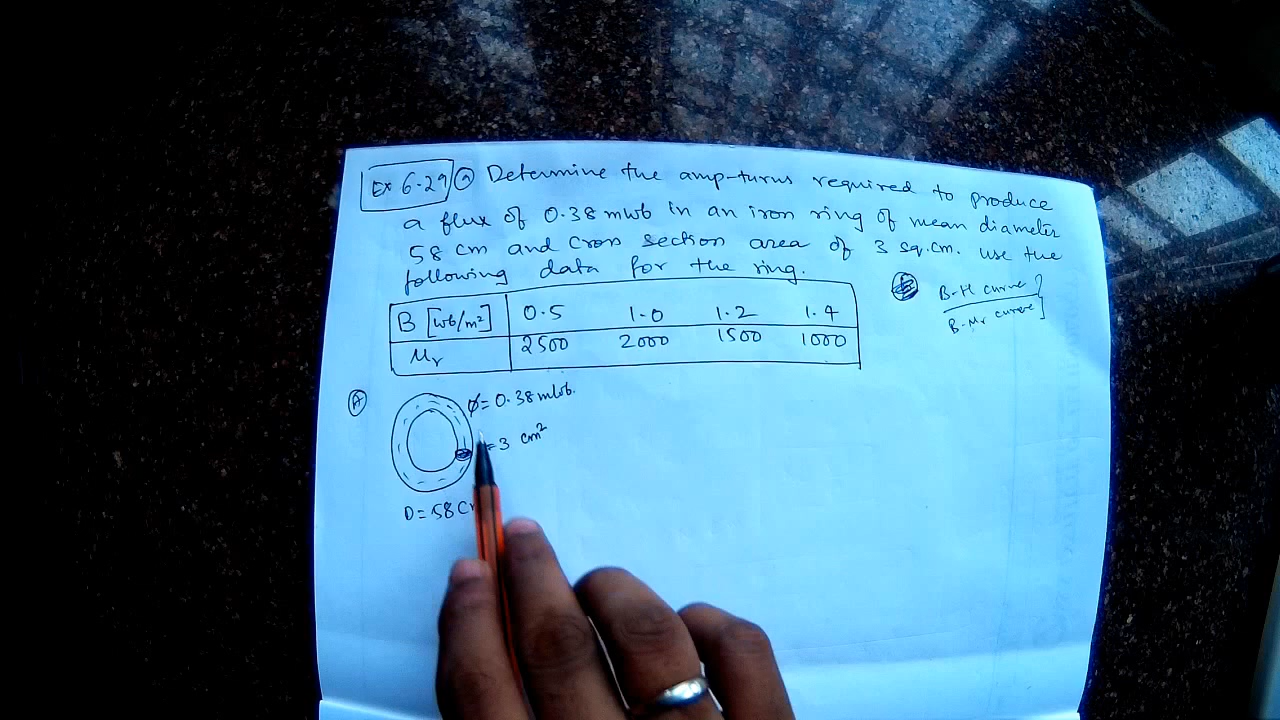 Ex 6.29 (a) Determine the amp-turns required to produce
a flux of 0.38 mwb in an iron ring of mean diameter
58 cm and Cross section area of 3 sq.cm. use the
following data for the ring.
B [wb/m²] 0.5 1.0 1.2 1.4
μr 2500 2000 1500 1000
B-H curve?
B-μr curve
(A)
φ = 0.38 mwb.
= 3 cm²
D = 58